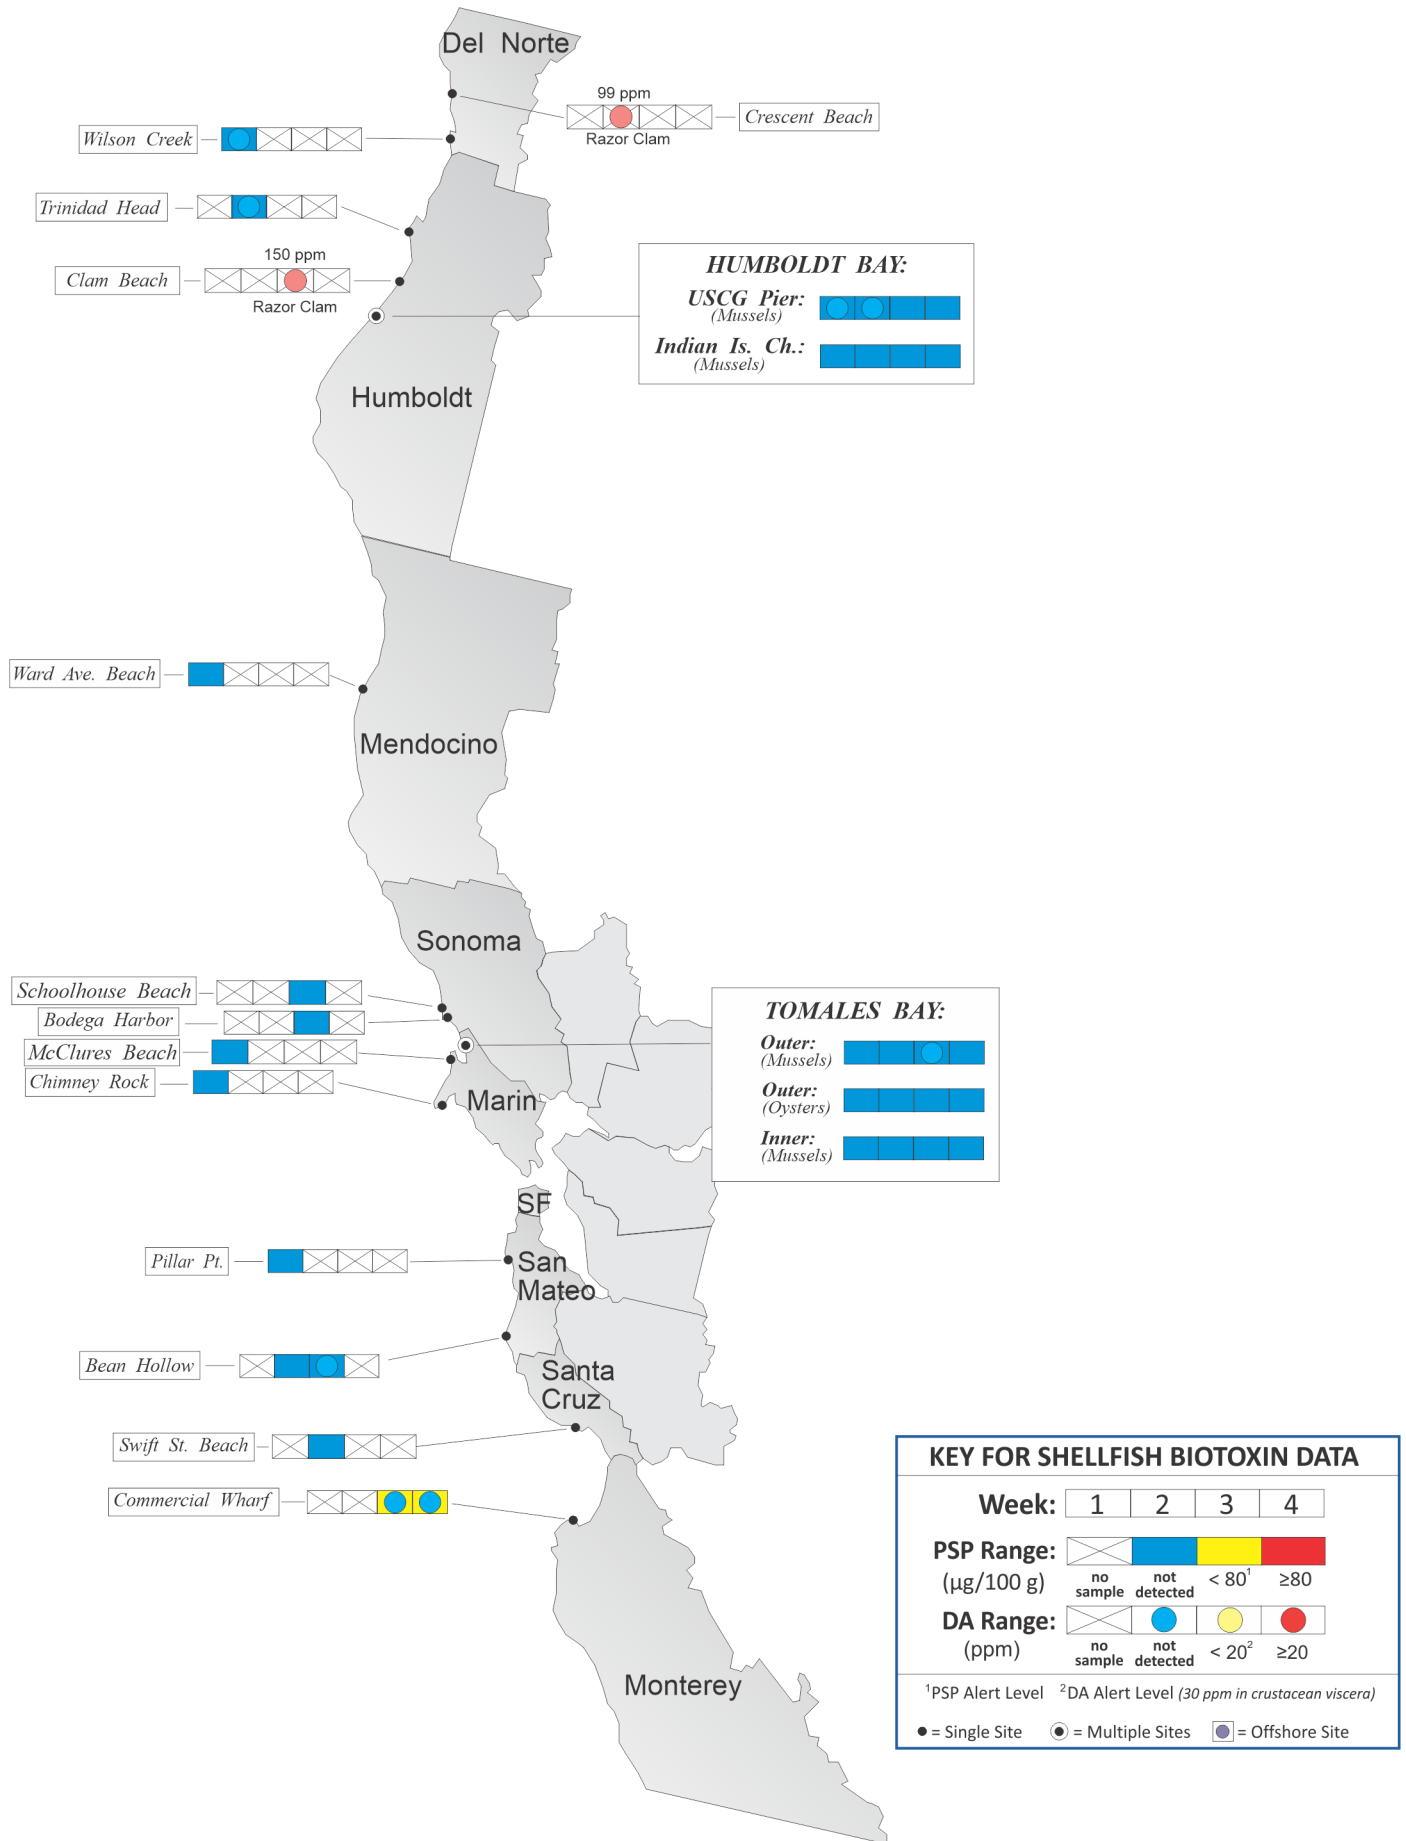 Del Norte
99 ppm
Crescent Beach
Razor Clam
Wilson Creek
Trinidad Head
150 ppm
Clam Beach
Razor Clam
HUMBOLDT BAY:
USCG Pier:
(Mussels)
Indian Is. Ch.:
(Mussels)
Humboldt
Ward Ave. Beach
Mendocino
Sonoma
Schoolhouse Beach
Bodega Harbor
McClures Beach
Chimney Rock
Marin
TOMALES BAY:
Outer:
(Mussels)
Outer:
(Oysters)
Inner:
(Mussels)
SF
Pillar Pt.
San
Mateo
Bean Hollow
Santa
Cruz
Swift St. Beach
Commercial Wharf
Monterey
KEY FOR SHELLFISH BIOTOXIN DATA
Week: 1 2 3 4
PSP Range:
(µg/100 g)
no sample not detected < 80¹ ≥80
DA Range:
(ppm)
no sample not detected < 20² ≥20
¹PSP Alert Level ²DA Alert Level (30 ppm in crustacean viscera)
= Single Site = Multiple Sites = Offshore Site